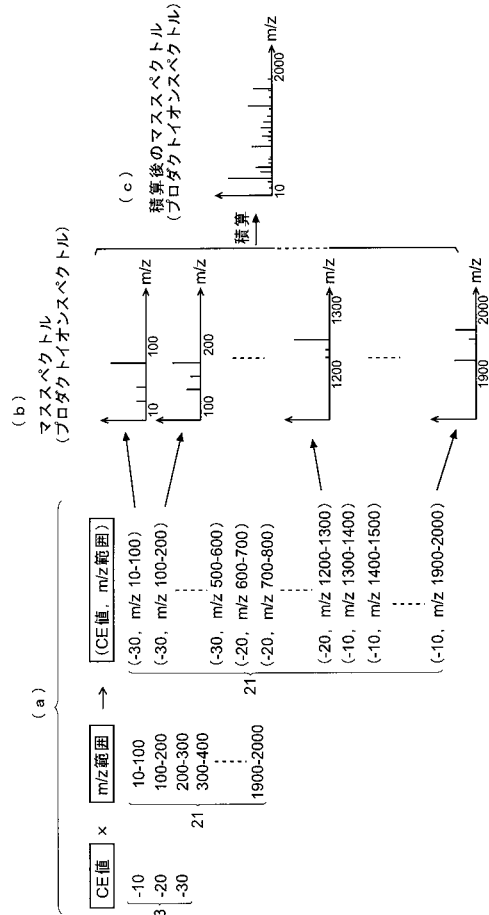 (a)
CE値 × m/z範囲 → (CE値, m/z範囲)
-10
-20
-30
3
10-100
100-200
200-300
300-400
1900-2000
21
(-30, m/z 10-100)
(-30, m/z 100-200)
(-30, m/z 500-600)
(-20, m/z 600-700)
(-20, m/z 700-800)
(-20, m/z 1200-1300)
(-10, m/z 1300-1400)
(-10, m/z 1400-1500)
(-10, m/z 1900-2000)
21
(b)
マススペクトル
(プロダクトイオンスペクトル)
10 100 m/z
100 200 m/z
1200 1300 m/z
1900 2000 m/z
積算
(c)
積算後のマススペクトル
(プロダクトイオンスペクトル)
10 2000 m/z